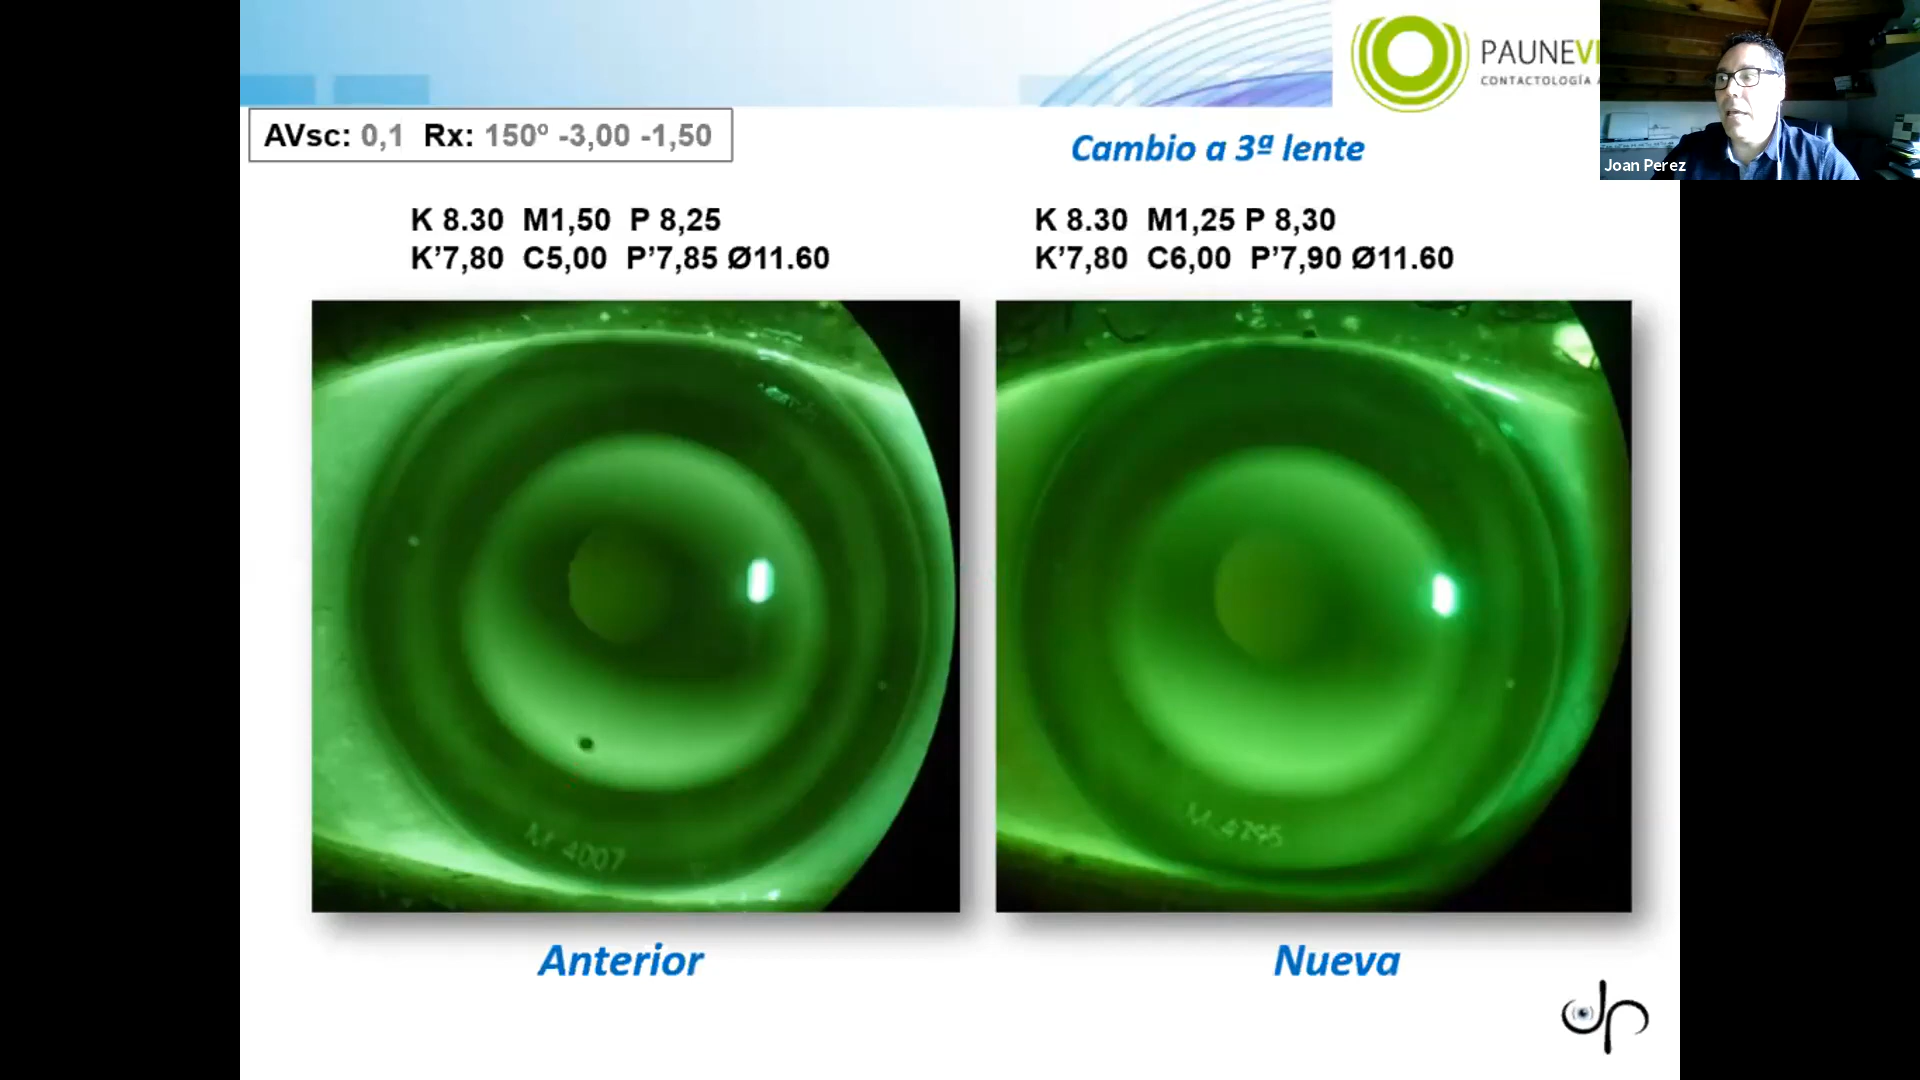 PAUNEVI
CONTACTOLOGÍA A
Joan Perez
AVsc: 0,1 Rx: 150º -3,00 -1,50
Cambio a 3ª lente
K 8.30 M1,50 P 8,25
K’7,80 C5,00 P’7,85 Ø11.60
K 8.30 M1,25 P 8,30
K’7,80 C6,00 P’7,90 Ø11.60
M 4007
M 4795
Anterior
Nueva